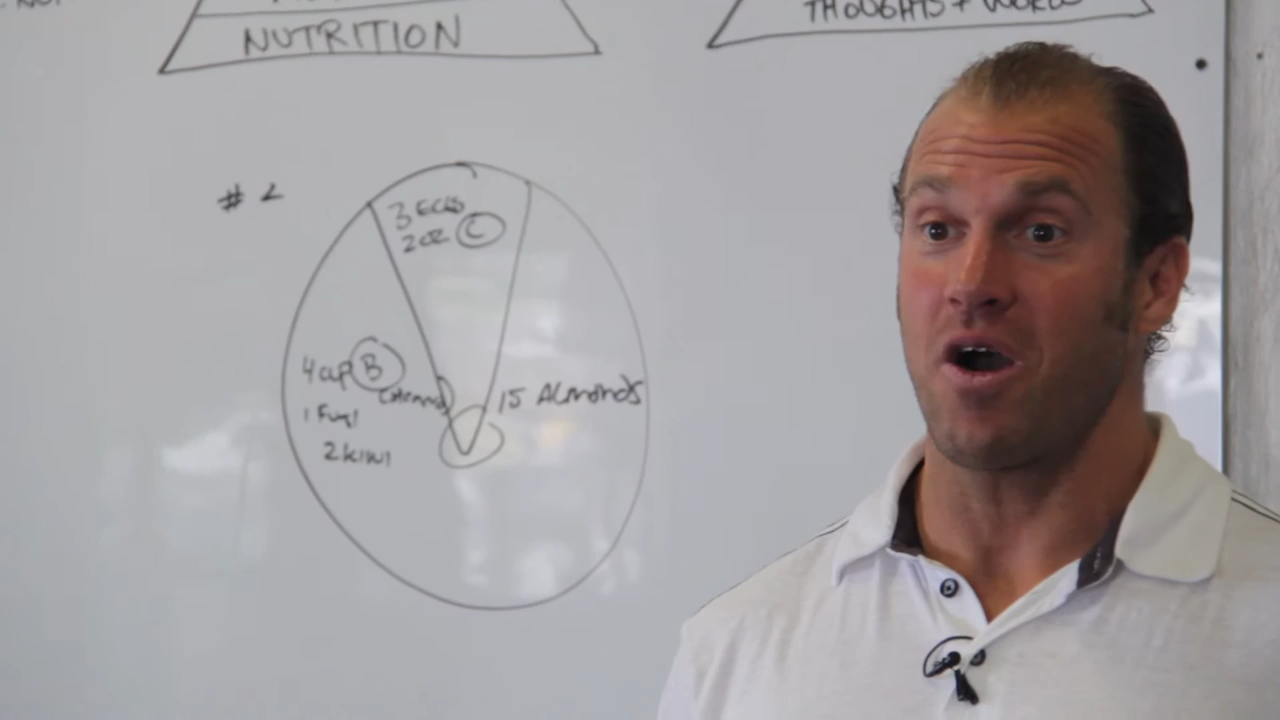 NUTRITION
THOUGHTS + WORDS
# 2
3 EGGS
2 oz C
4 cup B
15 Almonds
1 Fuji
2 kiwi